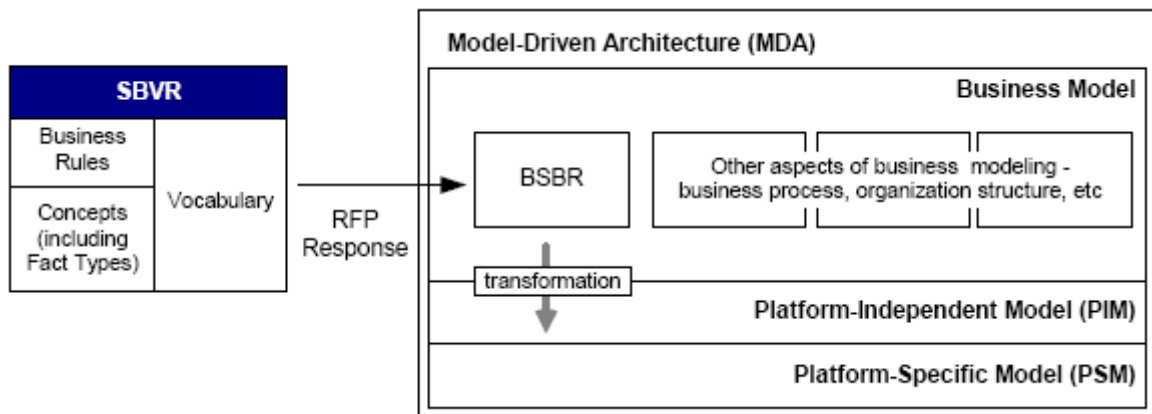 SBVR
Business
Rules
Concepts
(including
Fact Types)
Vocabulary
RFP
Response
Model-Driven Architecture (MDA)
Business Model
BSBR
Other aspects of business modeling -
business process, organization structure, etc
transformation
Platform-Independent Model (PIM)
Platform-Specific Model (PSM)